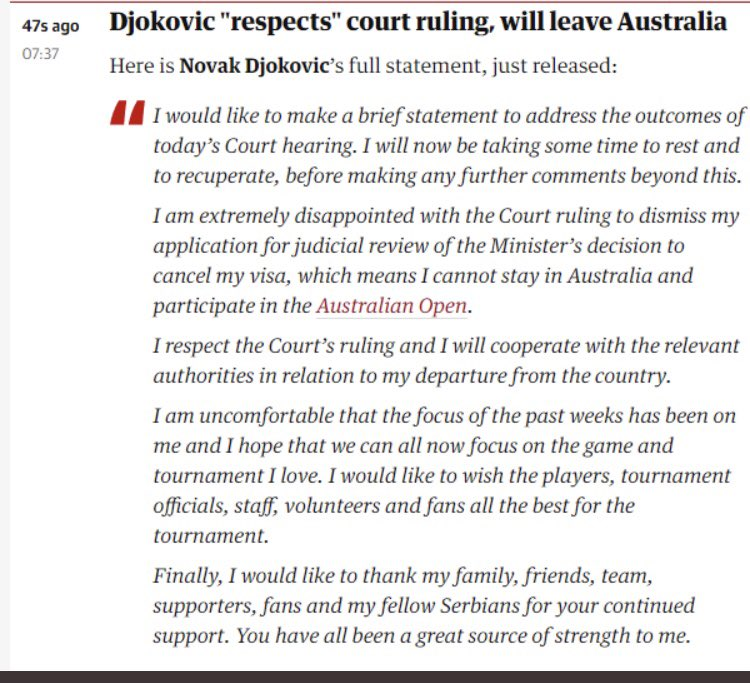 47s ago
07:37
Djokovic "respects" court ruling, will leave Australia
Here is Novak Djokovic's full statement, just released:
I would like to make a brief statement to address the outcomes of
today's Court hearing. I will now be taking some time to rest and
to recuperate, before making any further comments beyond this.
I am extremely disappointed with the Court ruling to dismiss my
application for judicial review of the Minister's decision to
cancel my visa, which means I cannot stay in Australia and
participate in the Australian Open.
I respect the Court's ruling and I will cooperate with the relevant
authorities in relation to my departure from the country.
I am uncomfortable that the focus of the past weeks has been on
me and I hope that we can all now focus on the game and
tournament I love. I would like to wish the players, tournament
officials, staff, volunteers and fans all the best for the
tournament.
Finally, I would like to thank my family, friends, team,
supporters, fans and my fellow Serbians for your continued
support. You have all been a great source of strength to me.